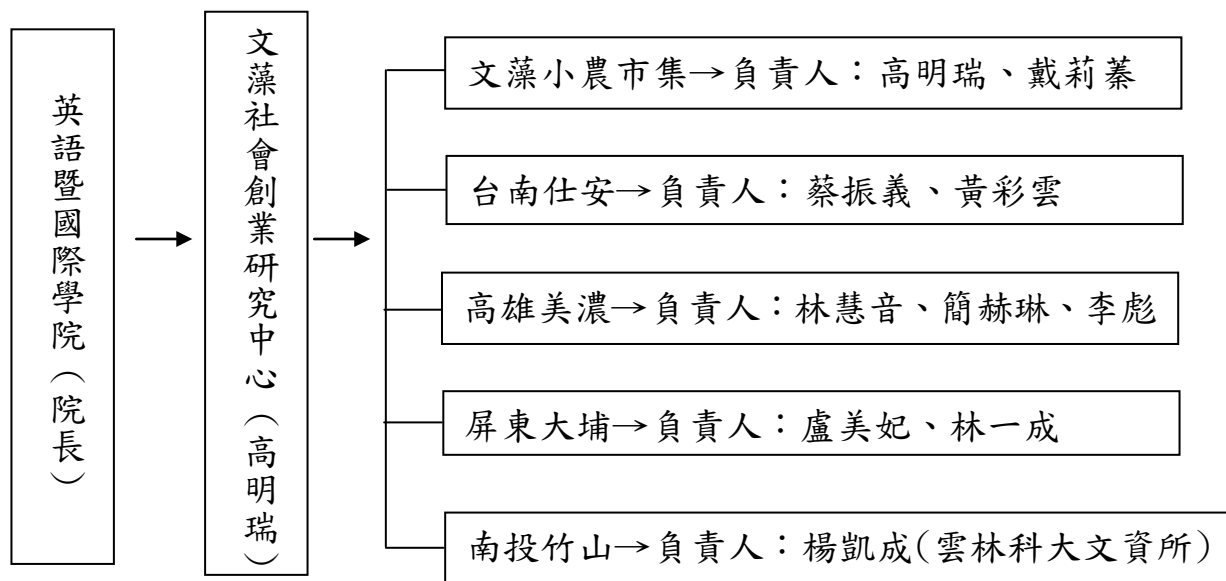 英語暨國際學院（院長）
文藻社會創業研究中心（高明瑞）
文藻小農市集→負責人：高明瑞、戴莉蓁
台南仕安→負責人：蔡振義、黃彩雲
高雄美濃→負責人：林慧音、簡赫琳、李彪
屏東大埔→負責人：盧美妃、林一成
南投竹山→負責人：楊凱成(雲林科大文資所)